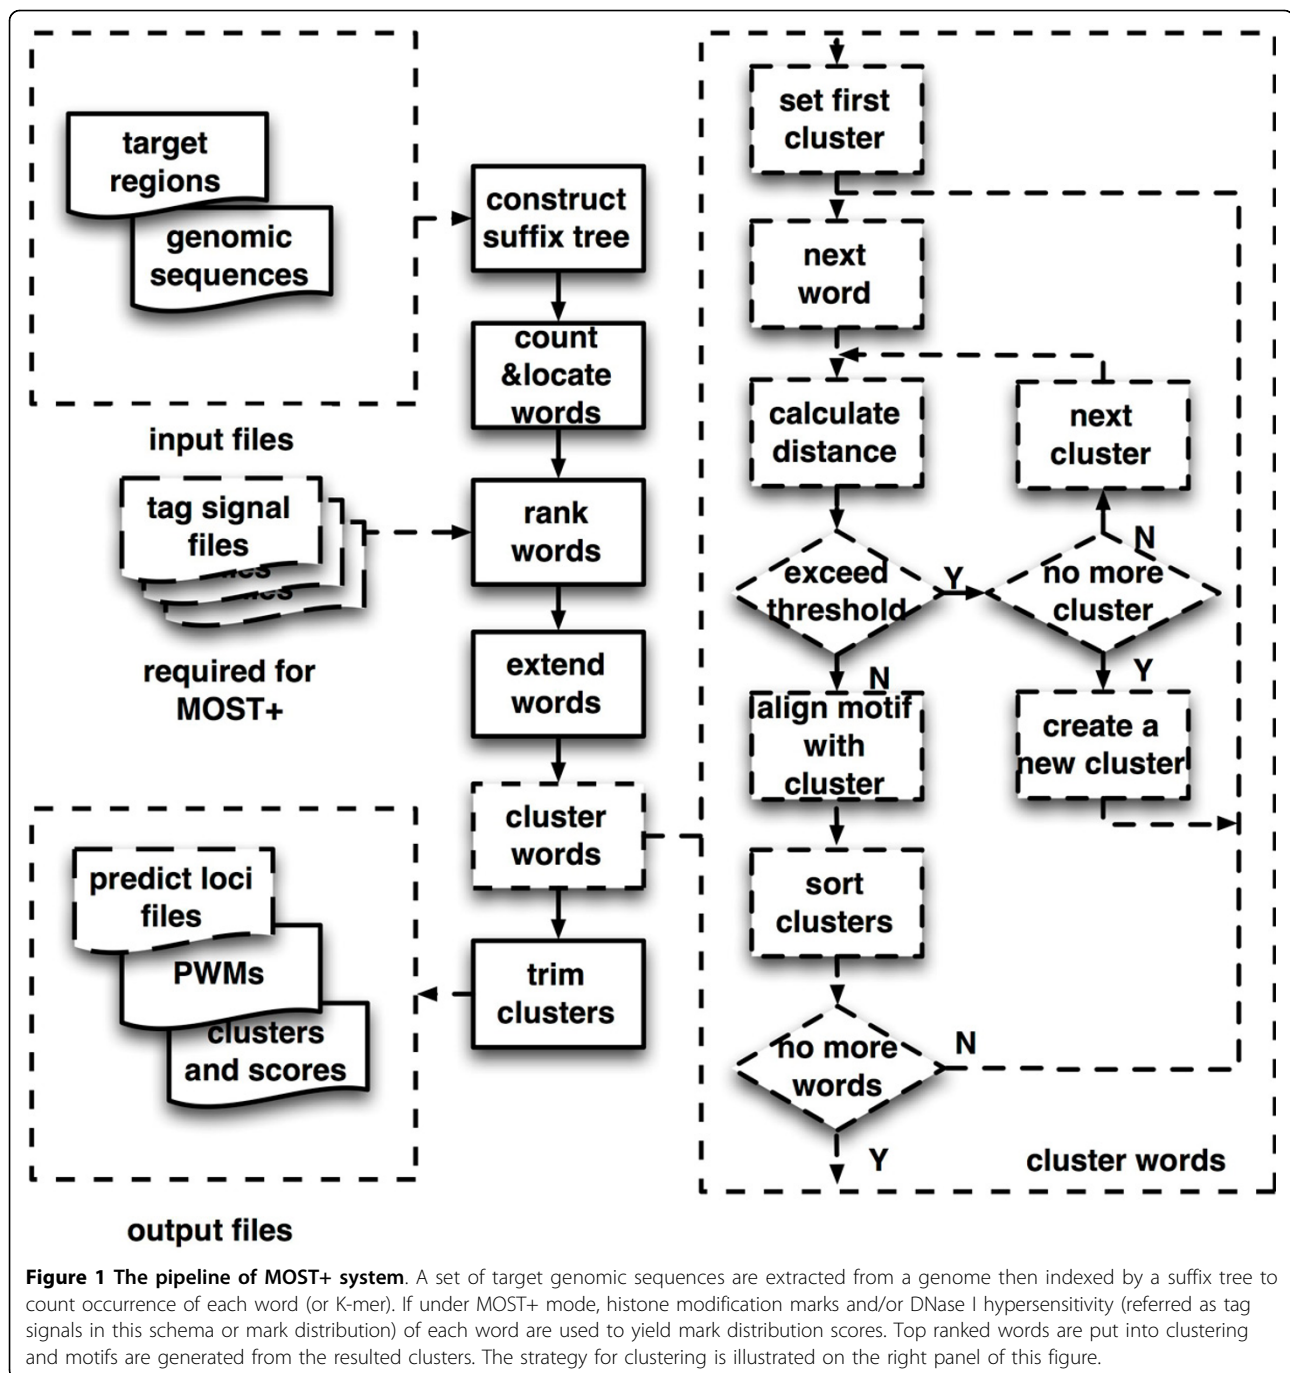 target
regions
genomic
sequences
input files
tag signal
files
required for
MOST+
predict loci
files
PWMs
clusters
and scores
output files
construct
suffix tree
count
&locate
words
rank
words
extend
words
cluster
words
trim
clusters
set first
cluster
next
word
calculate
distance
next
cluster
exceed
threshold
Y
no more
cluster
N
N
Y
align motif
with
cluster
create a
new cluster
sort
clusters
no more
words
N
Y
cluster words
Figure 1 The pipeline of MOST+ system. A set of target genomic sequences are extracted from a genome then indexed by a suffix tree to
count occurrence of each word (or K-mer). If under MOST+ mode, histone modification marks and/or DNase I hypersensitivity (referred as tag
signals in this schema or mark distribution) of each word are used to yield mark distribution scores. Top ranked words are put into clustering
and motifs are generated from the resulted clusters. The strategy for clustering is illustrated on the right panel of this figure.